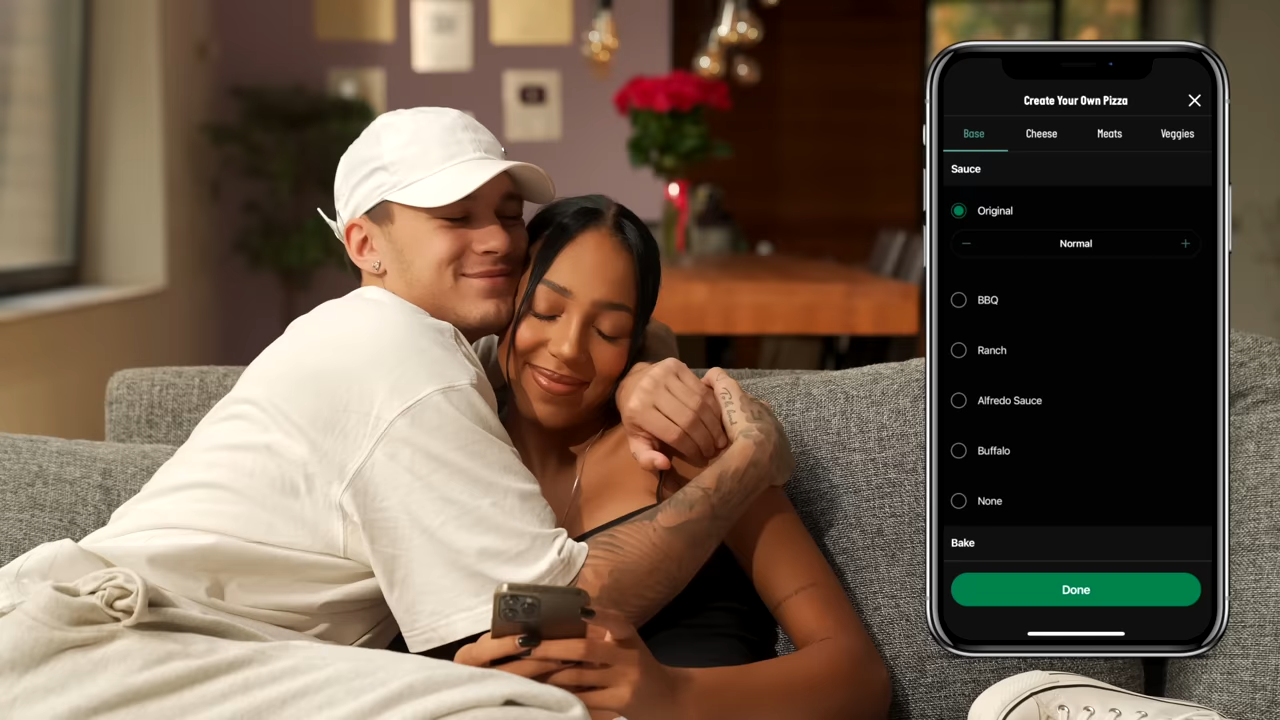 Create Your Own Pizza
Base Cheese Meats Veggies
Sauce
Original
Normal
BBQ
Ranch
Alfredo Sauce
Buffalo
None
Bake
Done